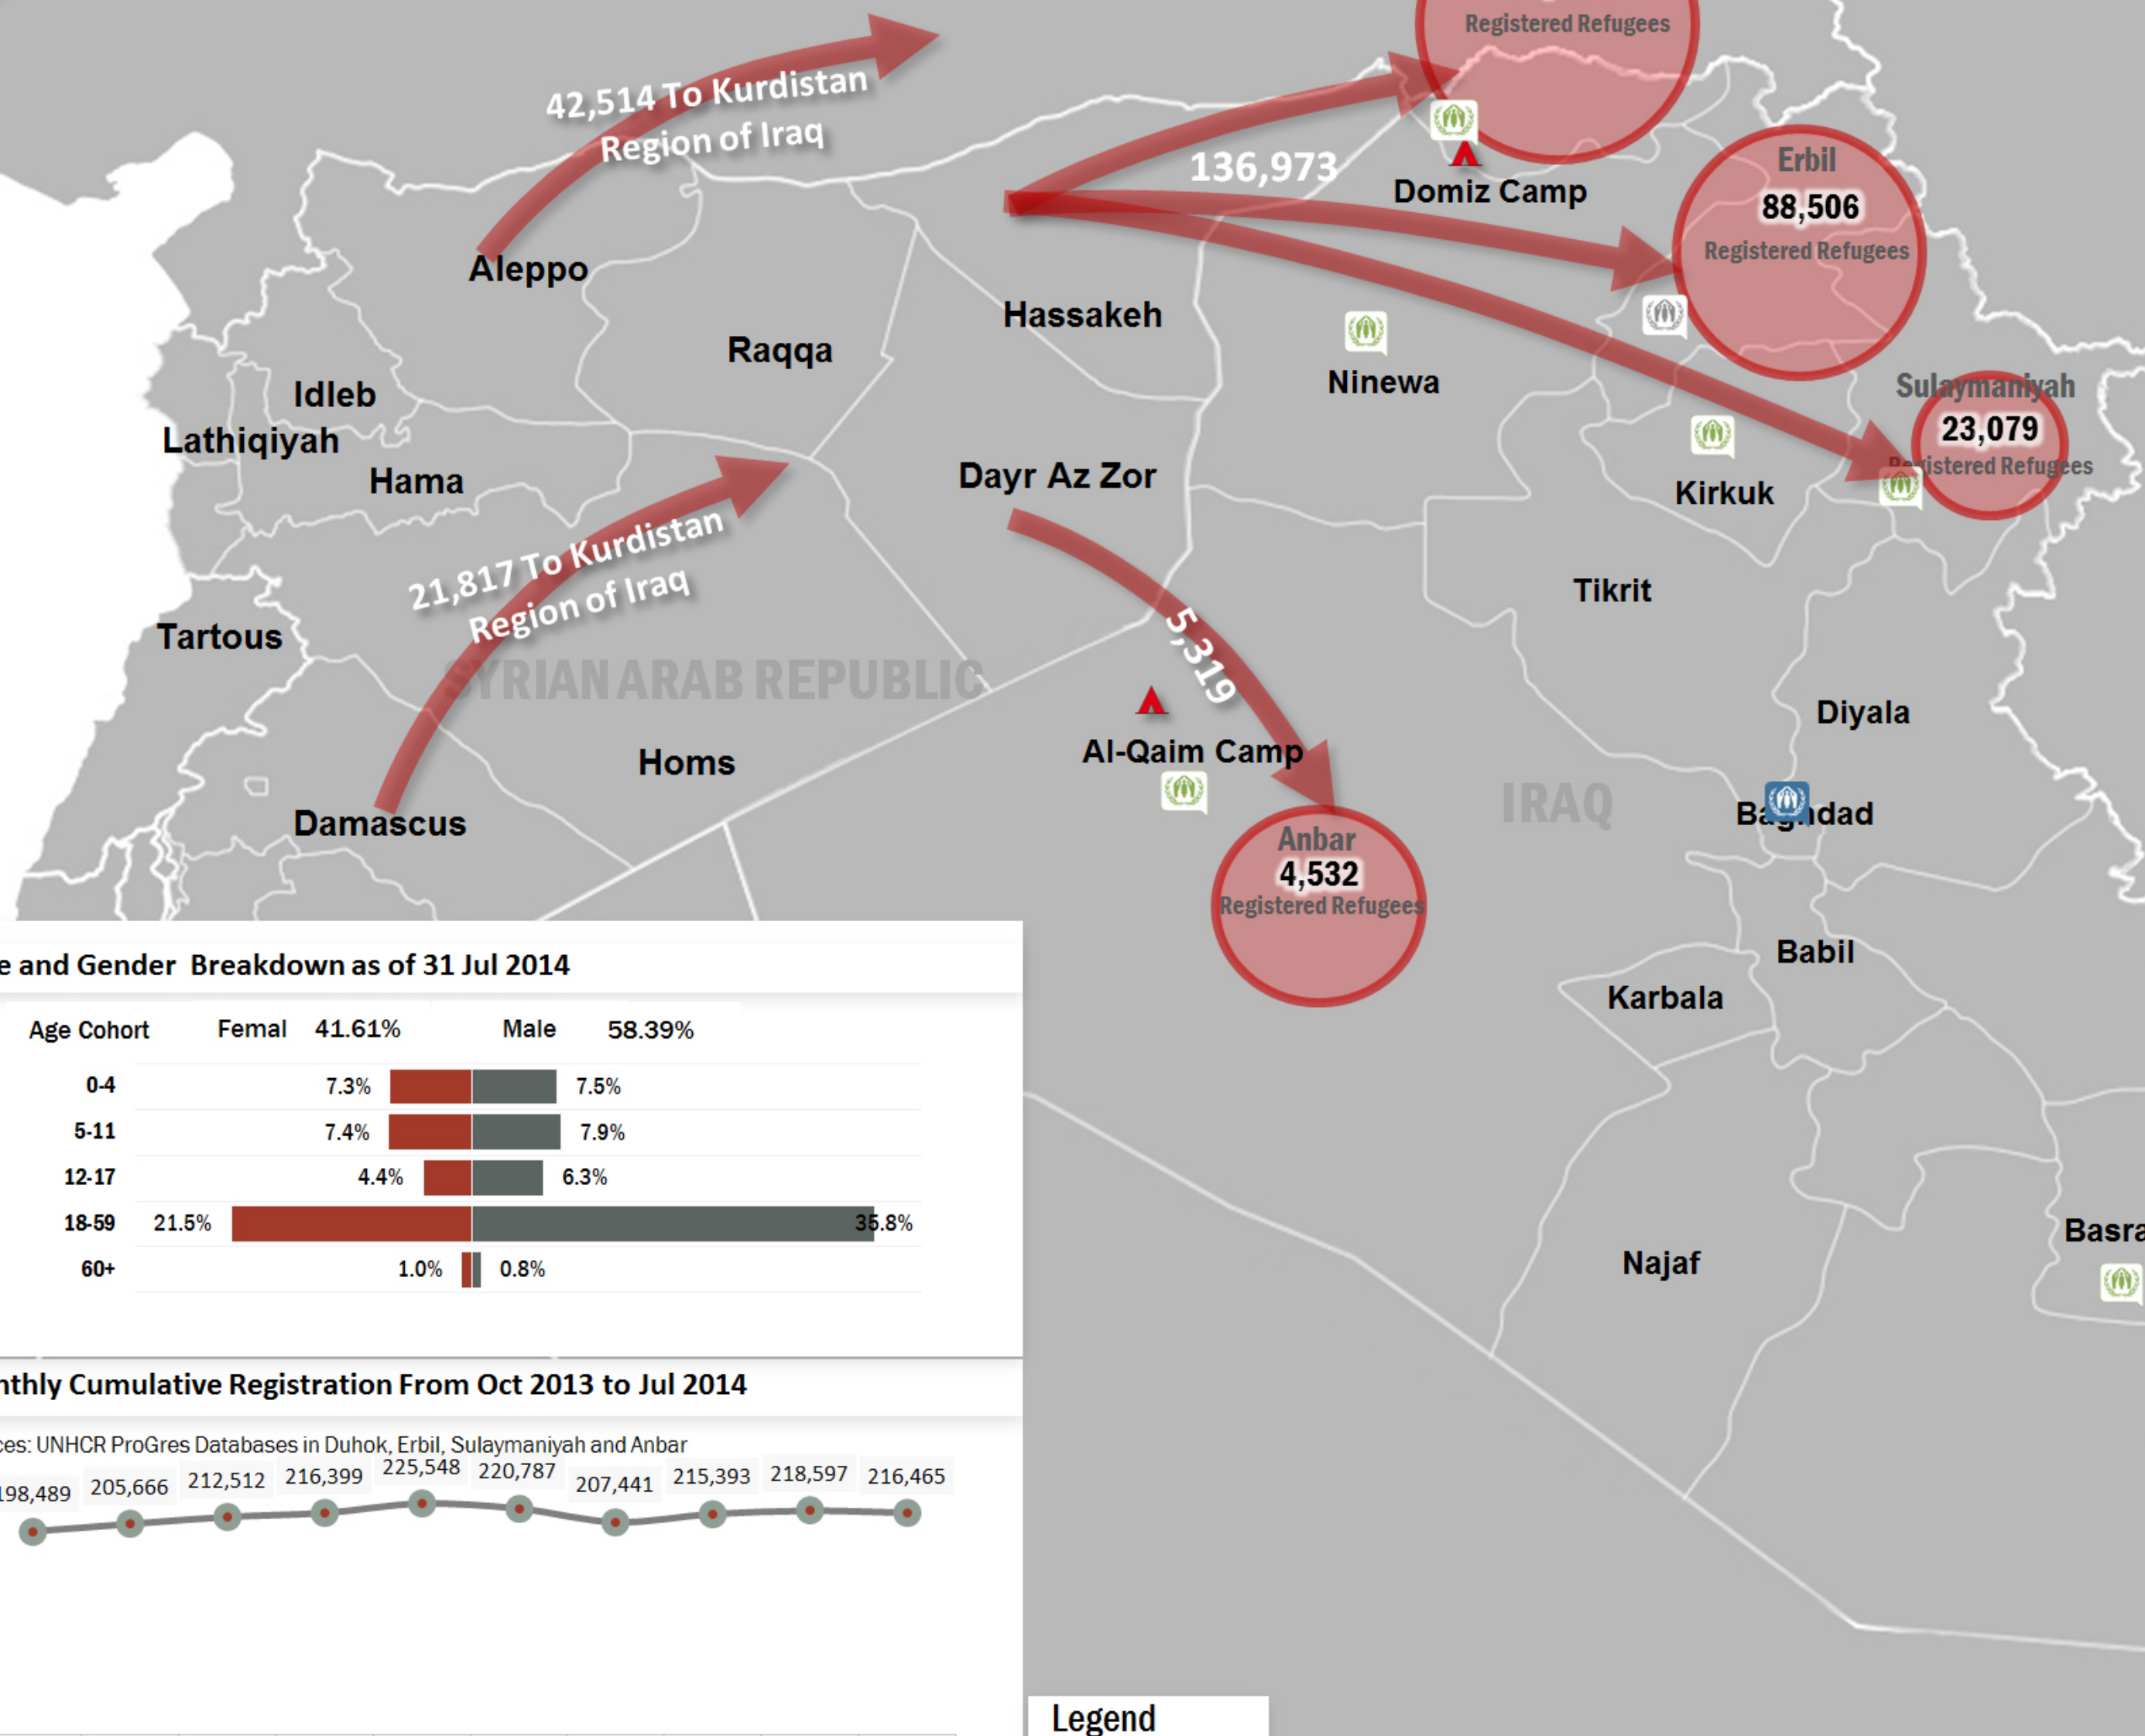 Registered Refugees
42,514 To Kurdistan
Region of Iraq
136,973
Domiz Camp
Erbil
88,506
Registered Refugees
Aleppo
Hassakeh
Raqqa
Ninewa
Idleb
Sulaymaniyah
23,079
Registered Refugees
Lathiqiyah
Hama
Dayr Az Zor
Kirkuk
21,817 To Kurdistan
Region of Iraq
Tikrit
Tartous
5,319
SYRIAN ARAB REPUBLIC
Diyala
Al-Qaim Camp
Homs
IRAQ
Baghdad
Damascus
Anbar
4,532
Registered Refugees
Babil
Karbala
Najaf
Basra
e and Gender Breakdown as of 31 Jul 2014
Age Cohort Femal 41.61% Male 58.39%
0-4 7.3% 7.5%
5-11 7.4% 7.9%
12-17 4.4% 6.3%
18-59 21.5% 35.8%
60+ 1.0% 0.8%
nthly Cumulative Registration From Oct 2013 to Jul 2014
ces: UNHCR ProGres Databases in Duhok, Erbil, Sulaymaniyah and Anbar
198,489 205,666 212,512 216,399 225,548 220,787 207,441 215,393 218,597 216,465
Legend